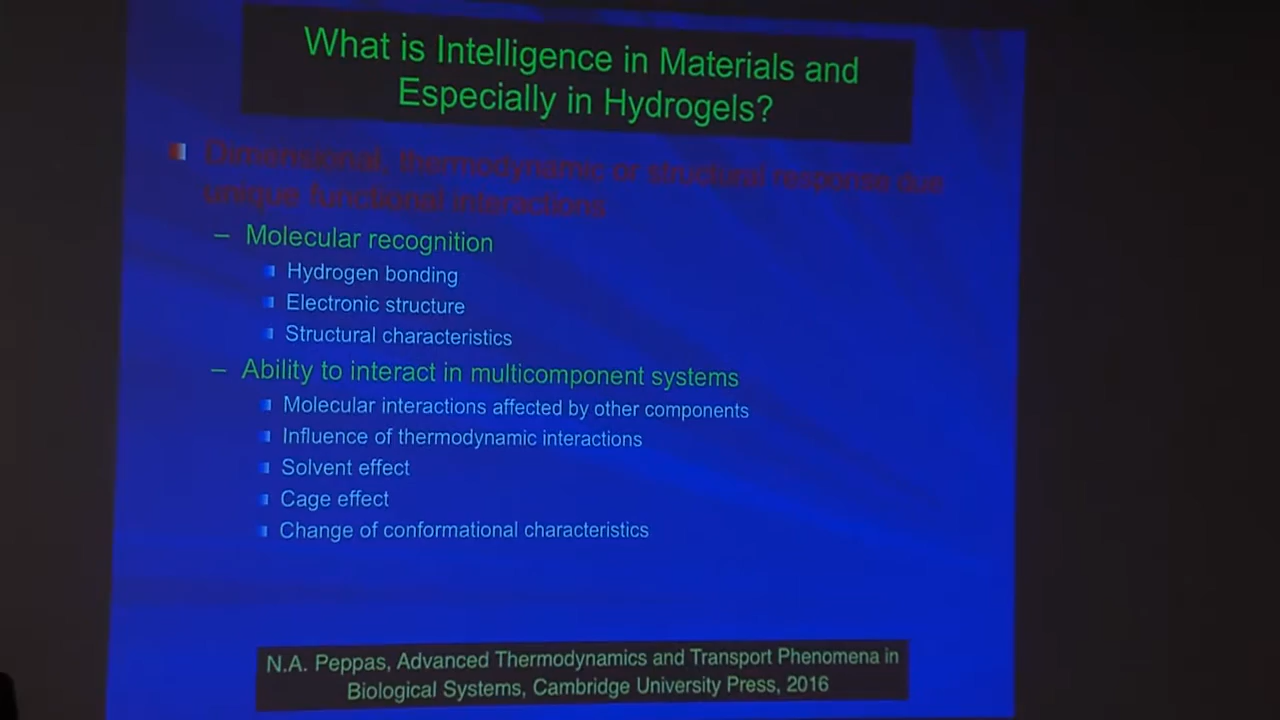 What is Intelligence in Materials and
Especially in Hydrogels?
Dimensional, thermodynamic or structural response due
unique functional interactions
– Molecular recognition
Hydrogen bonding
Electronic structure
Structural characteristics
– Ability to interact in multicomponent systems
Molecular interactions affected by other components
Influence of thermodynamic interactions
Solvent effect
Cage effect
Change of conformational characteristics
N.A. Peppas, Advanced Thermodynamics and Transport Phenomena in
Biological Systems, Cambridge University Press, 2016